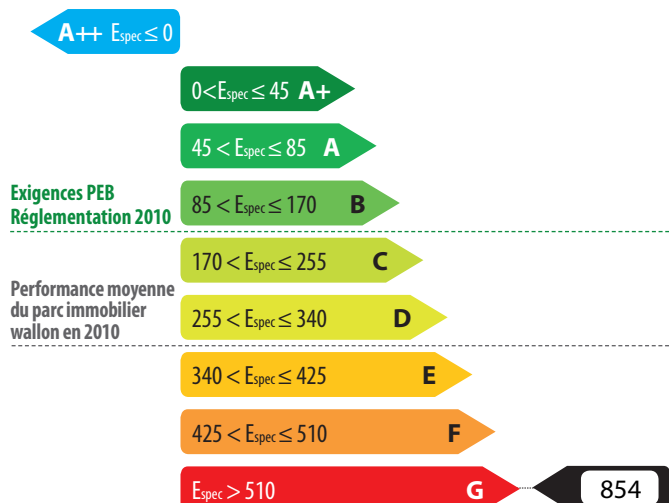 A++ Espec ≤ 0
0<Espec ≤ 45 A+
45 < Espec ≤ 85 A
Exigences PEB
Réglementation 2010
85 < Espec ≤ 170 B
170 < Espec ≤ 255 C
Performance moyenne
du parc immobilier
wallon en 2010
255 < Espec ≤ 340 D
340 < Espec ≤ 425 E
425 < Espec ≤ 510 F
Espec > 510 G
854